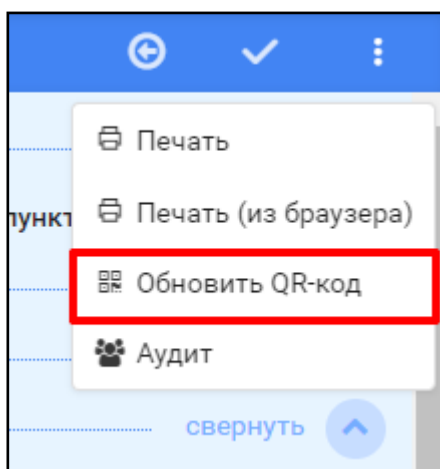 Печать
пункт
Печать (из браузера)
Обновить QR-код
Аудит
свернуть